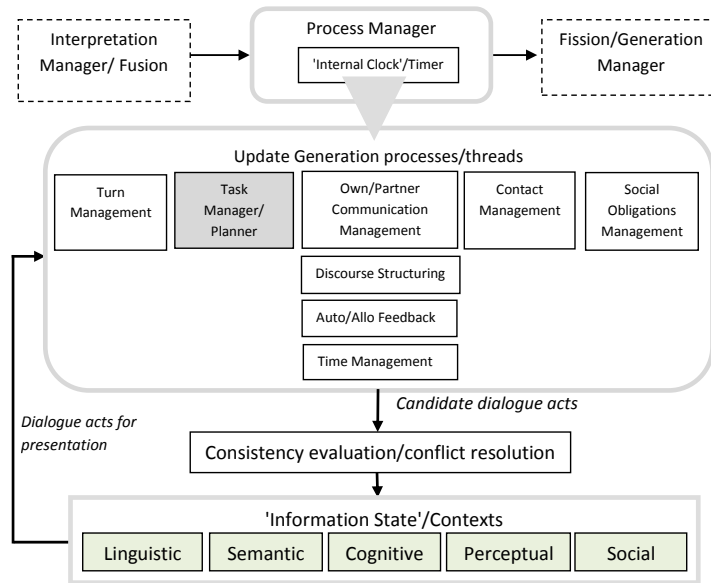 Interpretation
Manager/ Fusion
Process Manager
'Internal Clock'/Timer
Fission/Generation
Manager
Update Generation processes/threads
Turn
Management
Task
Manager/
Planner
Own/Partner
Communication
Management
Contact
Management
Social
Obligations
Management
Discourse Structuring
Auto/Allo Feedback
Time Management
Candidate dialogue acts
Dialogue acts for
presentation
Consistency evaluation/conflict resolution
'Information State'/Contexts
Linguistic
Semantic
Cognitive
Perceptual
Social